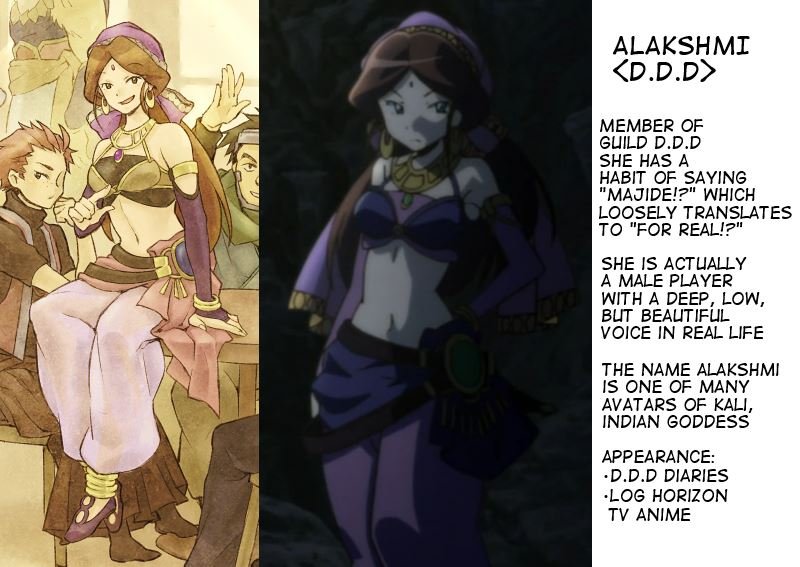 ALAKSHMI
<D.D.D>
MEMBER OF
GUILD D.D.D
SHE HAS A
HABIT OF SAYING
"MAJIDE!?" WHICH
LOOSELY TRANSLATES
TO "FOR REAL!?"
SHE IS ACTUALLY
A MALE PLAYER
WITH A DEEP, LOW,
BUT BEAUTIFUL
VOICE IN REAL LIFE
THE NAME ALAKSHMI
IS ONE OF MANY
AVATARS OF KALI,
INDIAN GODDESS
APPEARANCE:
·D.D.D DIARIES
·LOG HORIZON
TV ANIME